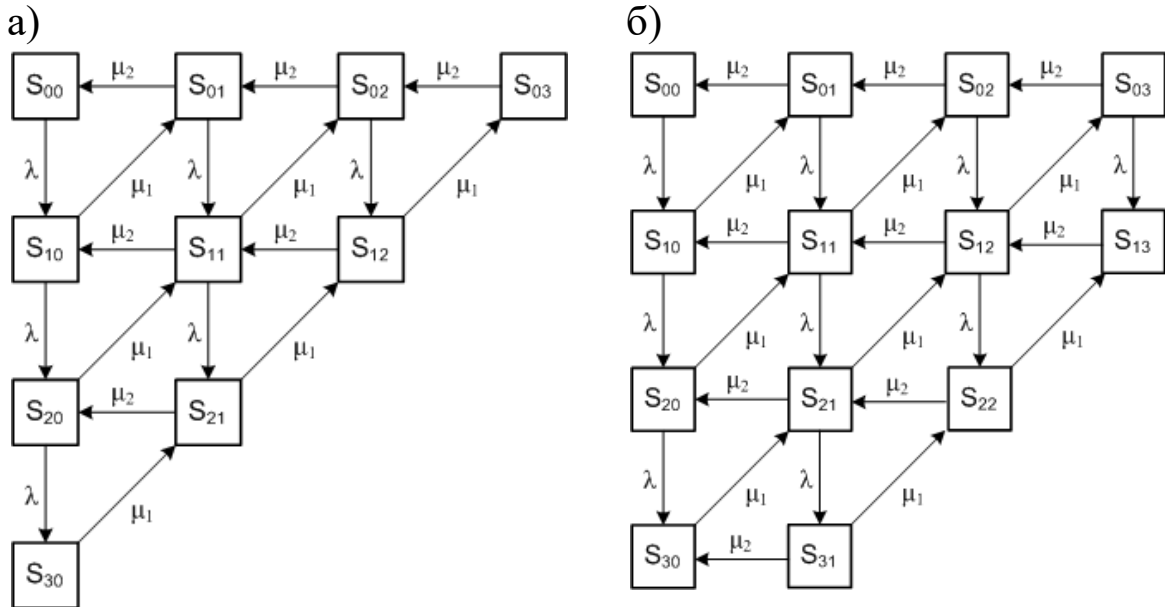 а) б)
S00 μ2 S01 μ2 S02 μ2 S03 S00 μ2 S01 μ2 S02 μ2 S03
λ μ1 λ μ1 λ μ1 λ μ1 λ μ1 λ μ1 λ
S10 μ2 S11 μ2 S12 S10 μ2 S11 μ2 S12 μ2 S13
λ μ1 λ μ1 λ μ1 λ μ1 λ μ1
S20 μ2 S21 S20 μ2 S21 μ2 S22
λ μ1 λ μ1 λ μ1
S30 S30 μ2 S31